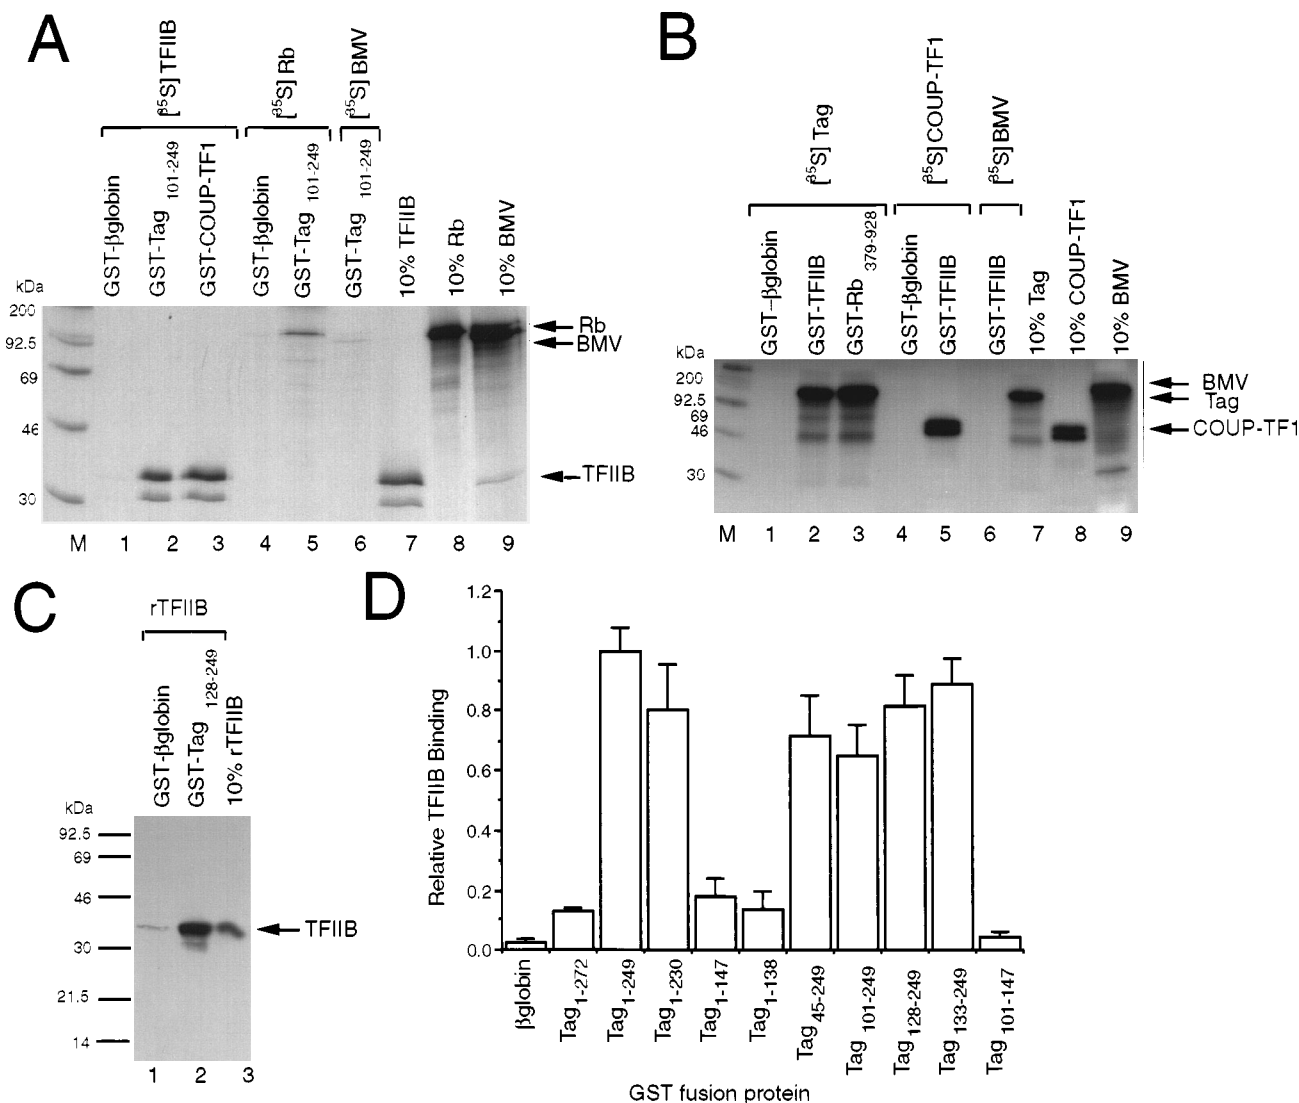 A
[35S] TFIIB
[35S] Rb
[35S] BMV
GST-βglobin
GST-Tag 101-249
GST-COUP-TF1
GST-βglobin
GST-Tag 101-249
GST-Tag 101-249
10% TFIIB
10% Rb
10% BMV
kDa
200
92.5
69
46
30
Rb
BMV
TFIIB
M 1 2 3 4 5 6 7 8 9
B
[35S] Tag
[35S] COUP-TF1
[35S] BMV
GST-βglobin
GST-TFIIB
GST-Rb 379-928
GST-βglobin
GST-TFIIB
GST-TFIIB
10% Tag
10% COUP-TF1
10% BMV
kDa
200
92.5
69
46
30
BMV
Tag
COUP-TF1
M 1 2 3 4 5 6 7 8 9
C
rTFIIB
GST-βglobin
GST-Tag 128-249
10% rTFIIB
kDa
92.5
69
46
30
21.5
14
TFIIB
1 2 3
D
Relative TFIIB Binding
1.2
1.0
0.8
0.6
0.4
0.2
0.0
βglobin
Tag1-272
Tag1-249
Tag1-230
Tag1-147
Tag1-138
Tag45-249
Tag101-249
Tag128-249
Tag133-249
Tag101-147
GST fusion protein